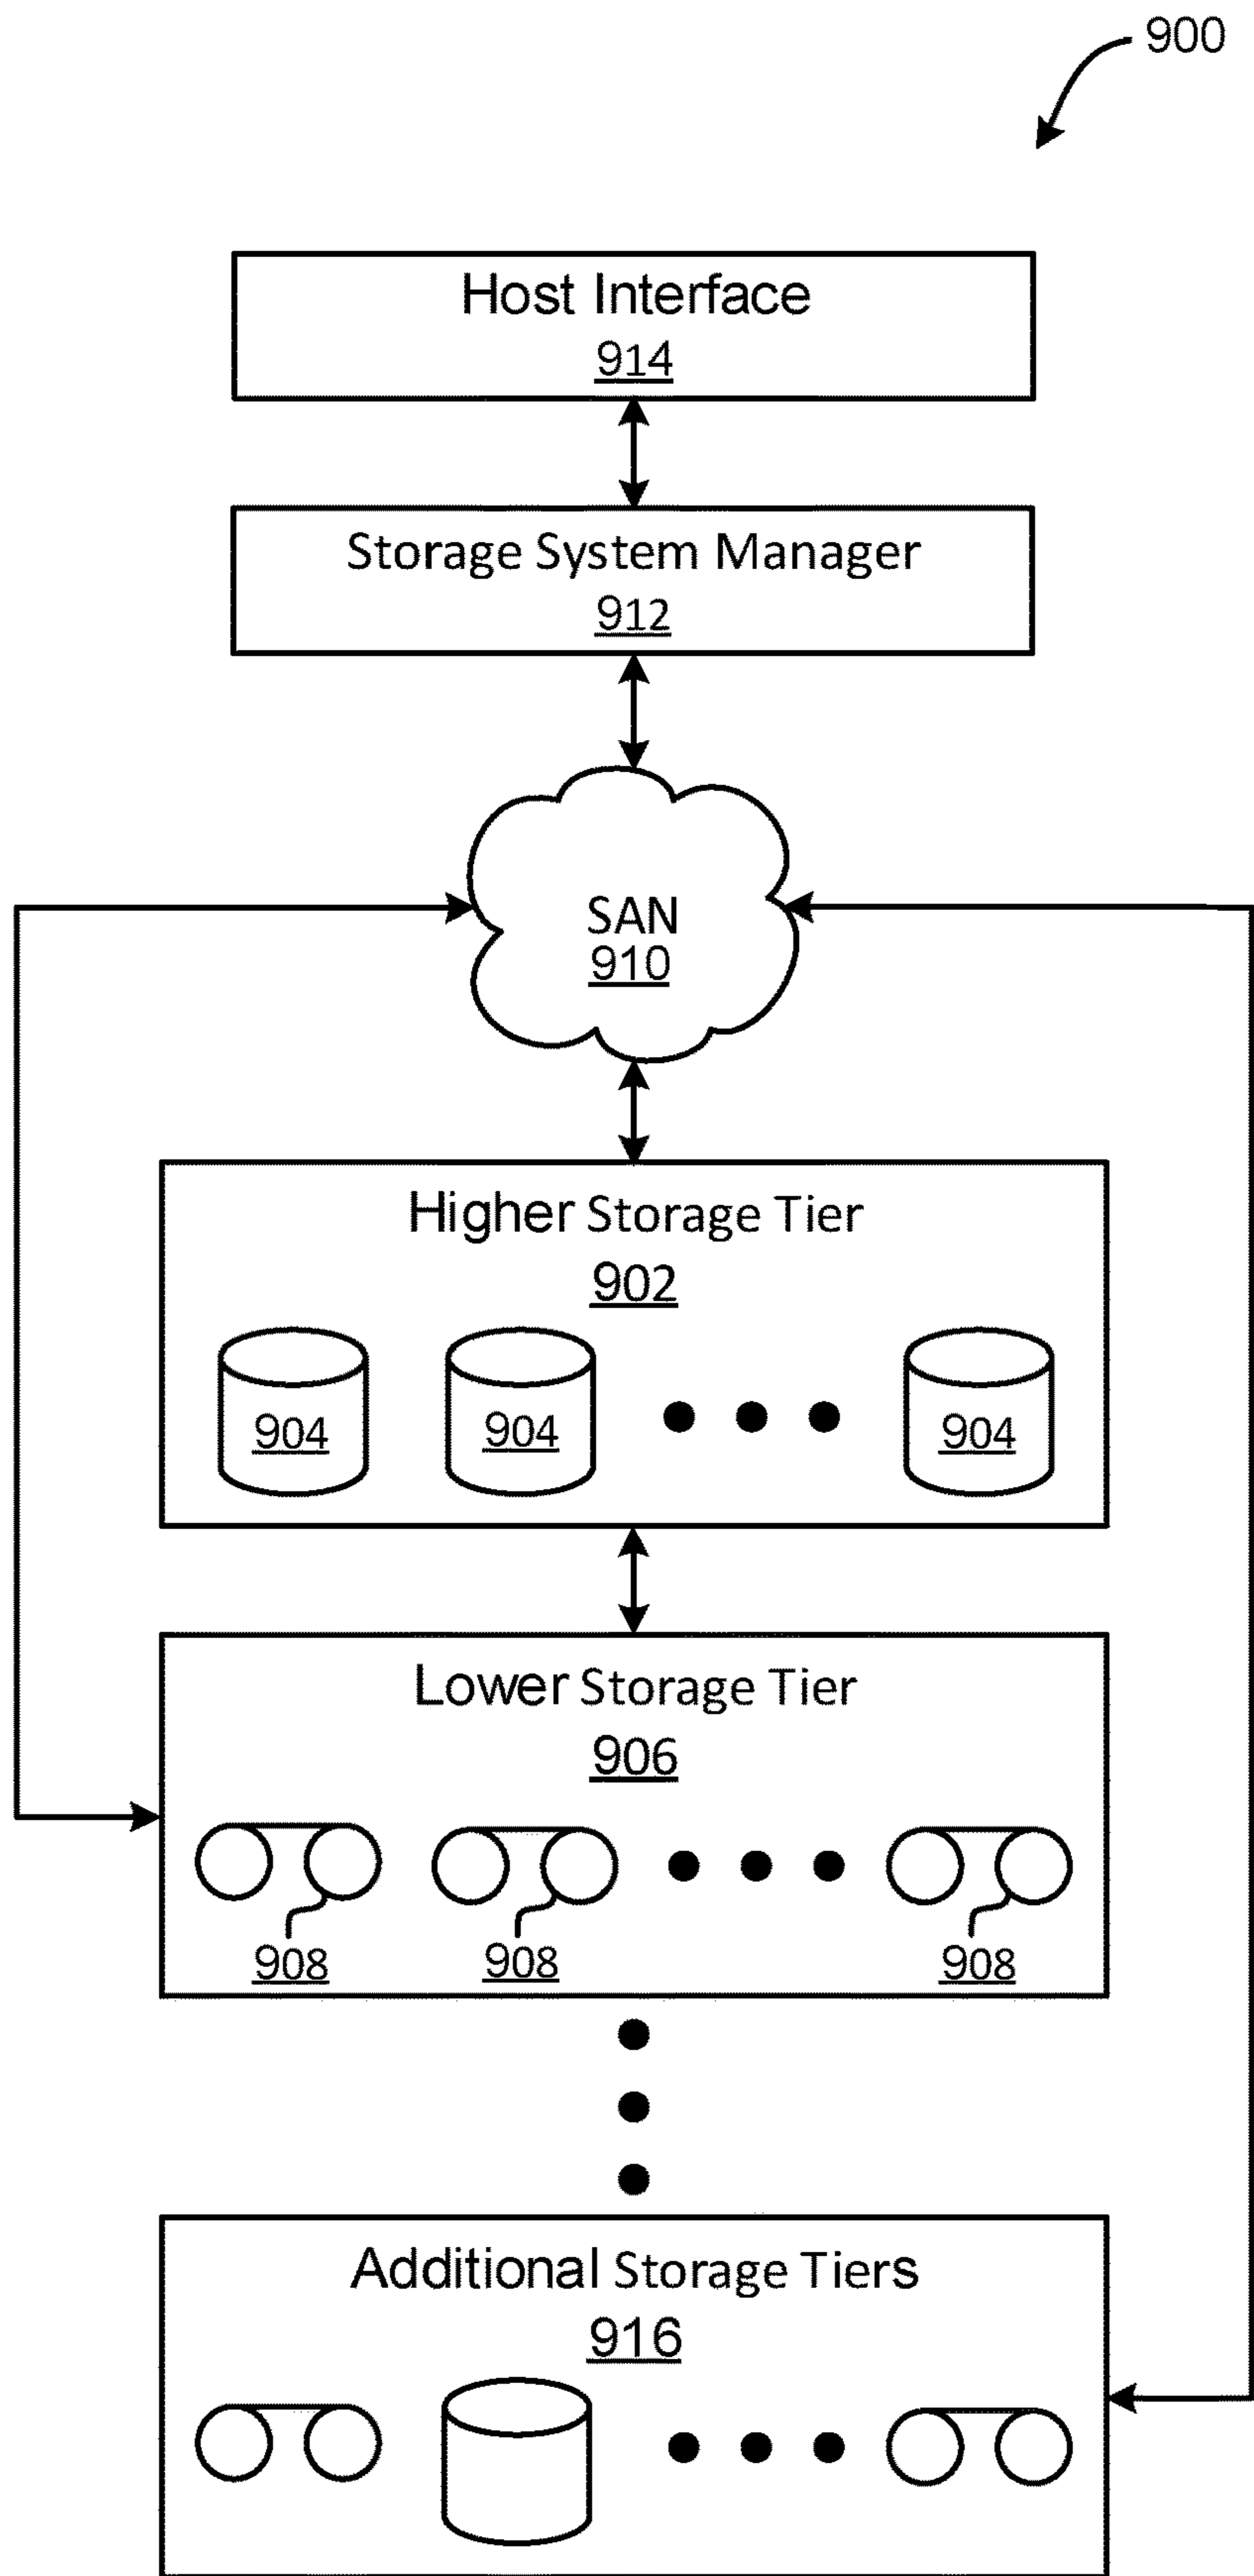 900
Host Interface
914
Storage System Manager
912
SAN
910
Higher Storage Tier
902
904 904 904
Lower Storage Tier
906
908 908 908
Additional Storage Tiers
916